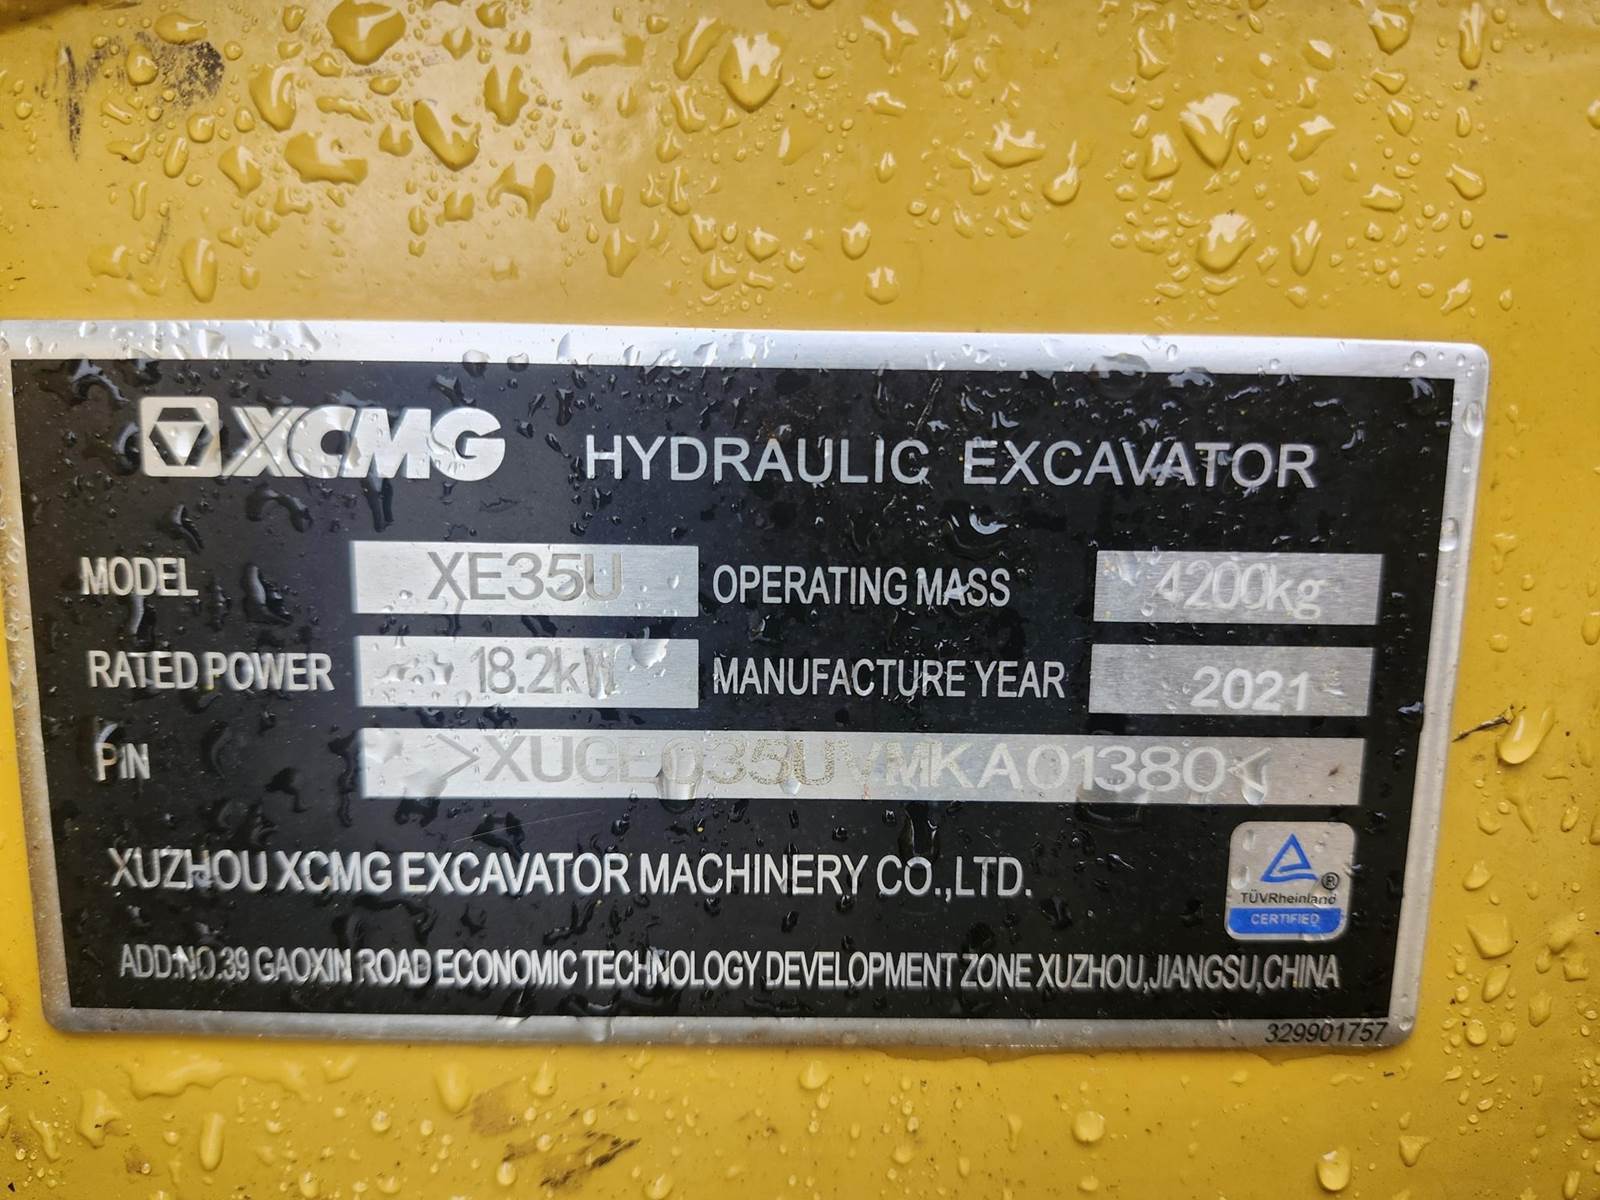 XCMG HYDRAULIC EXCAVATOR
MODEL XE35U OPERATING MASS 4200kg
RATED POWER 18.2kW MANUFACTURE YEAR 2021
PIN >XUGE035UVMKA01380<
XUZHOU XCMG EXCAVATOR MACHINERY CO.,LTD.
TÜVRheinland ®
CERTIFIED
ADD:NO.39 GAOXIN ROAD ECONOMIC TECHNOLOGY DEVELOPMENT ZONE XUZHOU,JIANGSU,CHINA
329901757